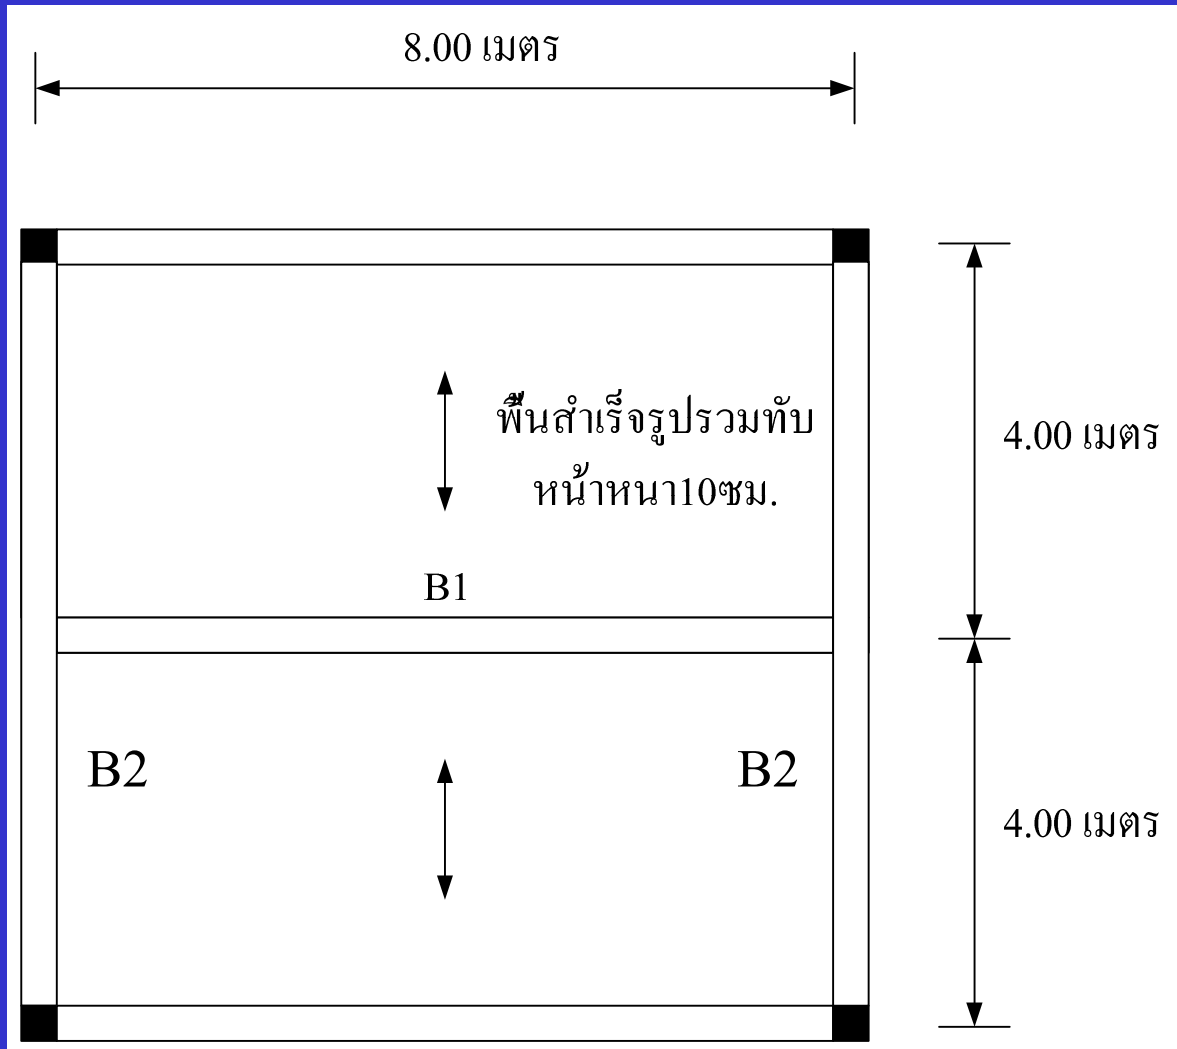 8.00 เมตร
พื้นสำเร็จรูปรวมทับ
หน้าหนา10ซม.
4.00 เมตร
B1
B2
B2
4.00 เมตร